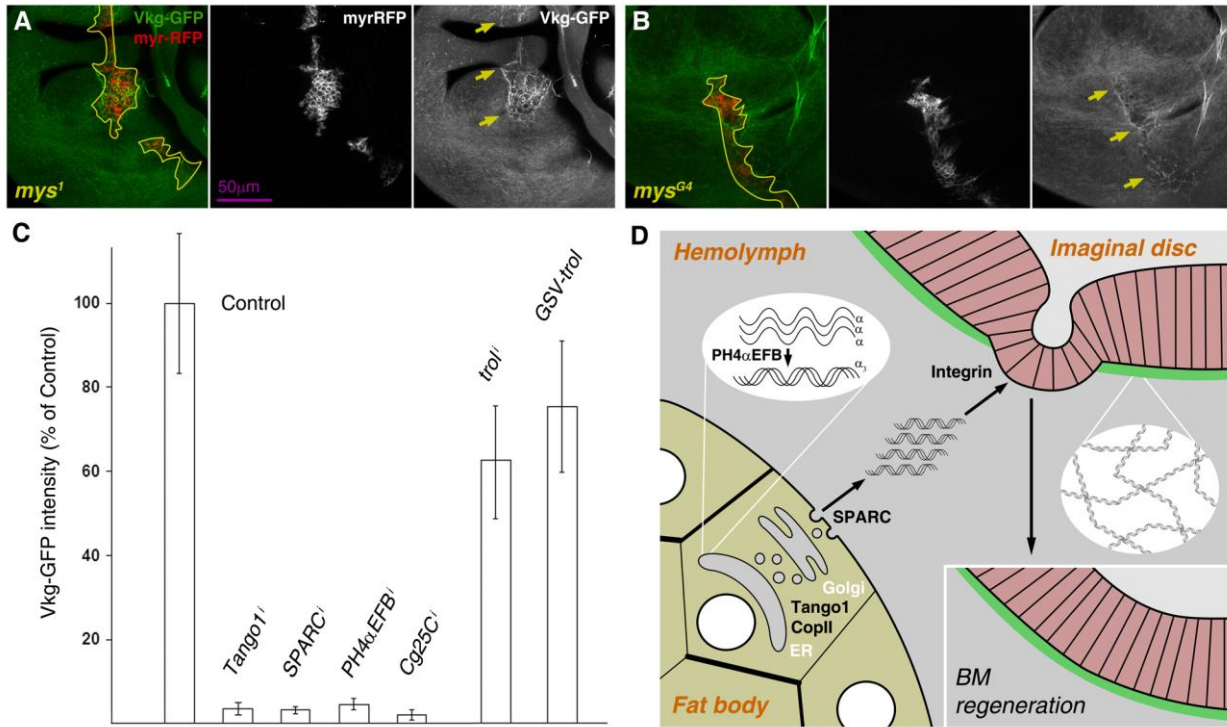 A
Vkg-GFP
myr-RFP
mys1
myrRFP
50μm
Vkg-GFP
B
mysG4
C
Vkg-GFP intensity (% of Control)
100
80
60
40
20
Control
Tango1i
SPARCi
PH4αEFBi
Cg25Ci
troli
GSV-trol
D
Hemolymph
Imaginal disc
α
α
α
PH4αEFB
α3
Integrin
SPARC
Golgi
Tango1
CopII
ER
Fat body
BM
regeneration